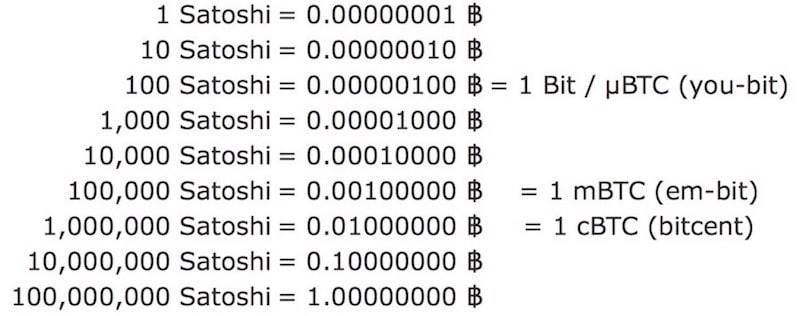 1 Satoshi = 0.00000001 ฿
10 Satoshi = 0.00000010 ฿
100 Satoshi = 0.00000100 ฿ = 1 Bit / µBTC (you-bit)
1,000 Satoshi = 0.00001000 ฿
10,000 Satoshi = 0.00010000 ฿
100,000 Satoshi = 0.00100000 ฿ = 1 mBTC (em-bit)
1,000,000 Satoshi = 0.01000000 ฿ = 1 cBTC (bitcent)
10,000,000 Satoshi = 0.10000000 ฿
100,000,000 Satoshi = 1.00000000 ฿